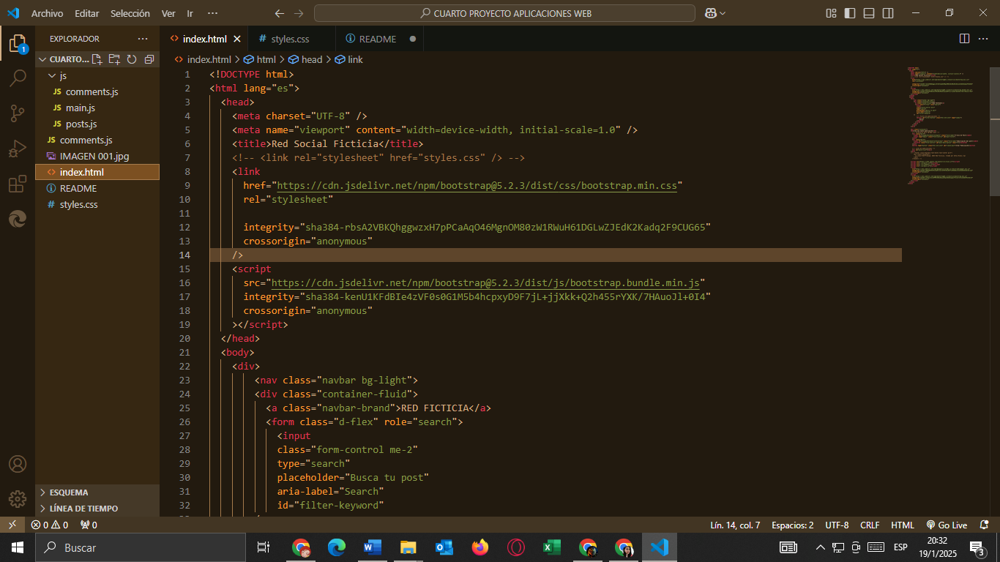 Archivo Editar Selección Ver Ir ···
CUARTO PROYECTO APLICACIONES WEB
EXPLORADOR ···
index.html
styles.css
README
1
CUARTO...
js
comments.js
main.js
posts.js
comments.js
IMAGEN 001.jpg
index.html
README
styles.css
ESQUEMA
LÍNEA DE TIEMPO
index.html > html > head > link
1 <!DOCTYPE html>
2 <html lang="es">
3 <head>
4 <meta charset="UTF-8" />
5 <meta name="viewport" content="width=device-width, initial-scale=1.0" />
6 <title>Red Social Ficticia</title>
7 <!-- <link rel="stylesheet" href="styles.css" /> -->
8 <link
9 href="https://cdn.jsdelivr.net/npm/bootstrap@5.2.3/dist/css/bootstrap.min.css"
10 rel="stylesheet"
11
12 integrity="sha384-rbsA2VBKQhggwzxH7pPCaAqO46MgnOM80zW1RWuH61DGLwZJEdK2Kadq2F9CUG65"
13 crossorigin="anonymous"
14 />
15 <script
16 src="https://cdn.jsdelivr.net/npm/bootstrap@5.2.3/dist/js/bootstrap.bundle.min.js"
17 integrity="sha384-kenU1KFdBIe4zVF0s0G1M5b4hcpxyD9F7jL+jjXkk+Q2h455rYXK/7HAuoJl+0I4"
18 crossorigin="anonymous"
19 ></script>
20 </head>
21 <body>
22 <div>
23 <nav class="navbar bg-light">
24 <div class="container-fluid">
25 <a class="navbar-brand">RED FICTICIA</a>
26 <form class="d-flex" role="search">
27 <input
28 class="form-control me-2"
29 type="search"
30 placeholder="Busca tu post"
31 aria-label="Search"
32 id="filter-keyword"
0 0 0
Lín. 14, col. 7 Espacios: 2 UTF-8 CRLF HTML Go Live
Buscar
ESP
20:32
19/1/2025
3